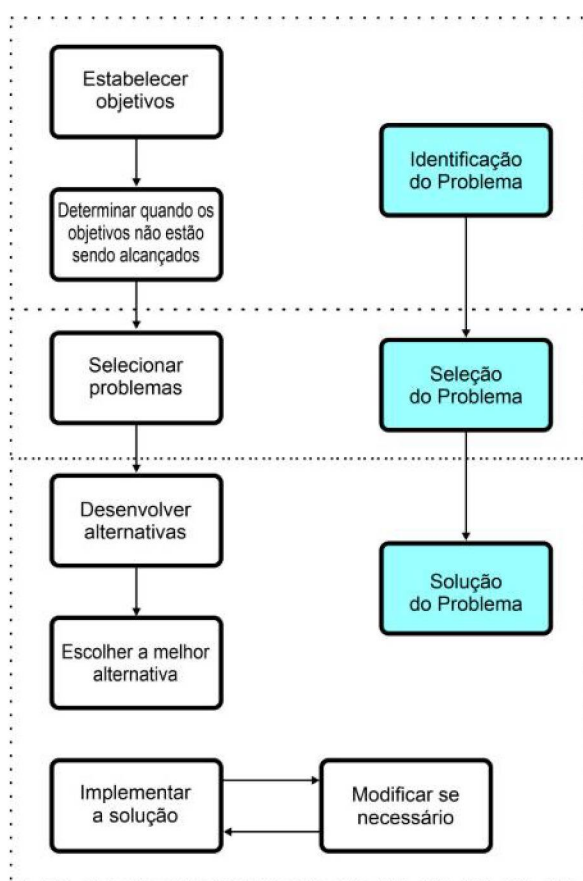 Estabelecer
objetivos
Identificação
do Problema
Determinar quando os
objetivos não estão
sendo alcançados
Selecionar
problemas
Seleção
do Problema
Desenvolver
alternativas
Solução
do Problema
Escolher a melhor
alternativa
Implementar
a solução
Modificar se
necessário